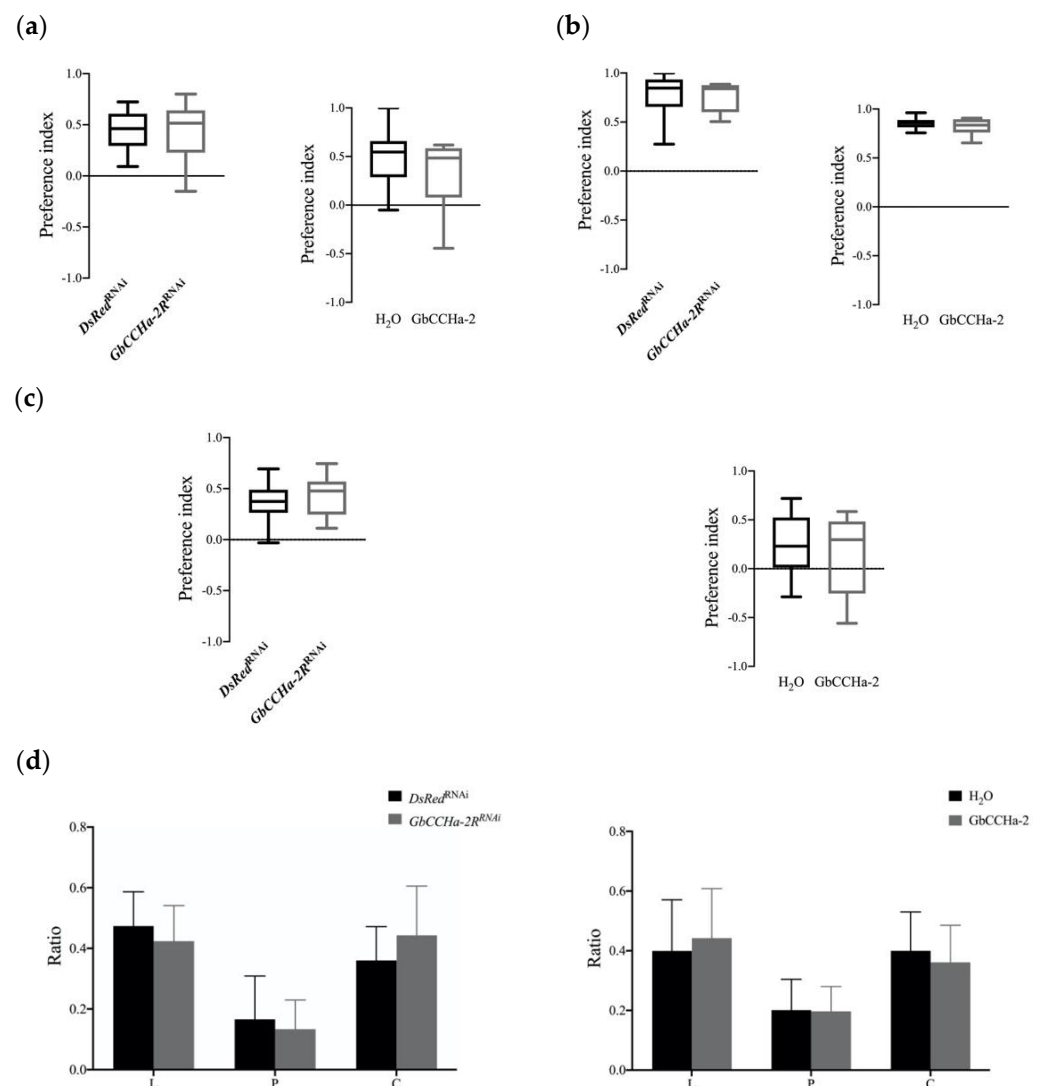 (a)
(b)
Preference index
1.0
0.5
0.0
-0.5
-1.0
DsRedRNAi
GbCCHa-2RRNAi
Preference index
1.0
0.5
0.0
-0.5
-1.0
H2O GbCCHa-2
Preference index
1.0
0.5
0.0
-0.5
-1.0
DsRedRNAi
GbCCHa-2RRNAi
Preference index
1.0
0.5
0.0
-0.5
-1.0
H2O GbCCHa-2
(c)
Preference index
1.0
0.5
0.0
-0.5
-1.0
DsRedRNAi
GbCCHa-2RRNAi
Preference index
1.0
0.5
0.0
-0.5
-1.0
H2O GbCCHa-2
(d)
DsRedRNAi
GbCCHa-2RRNAi
Ratio
0.8
0.6
0.4
0.2
0.0
P
C
H2O
GbCCHa-2
Ratio
0.8
0.6
0.4
0.2
0.0
P
C